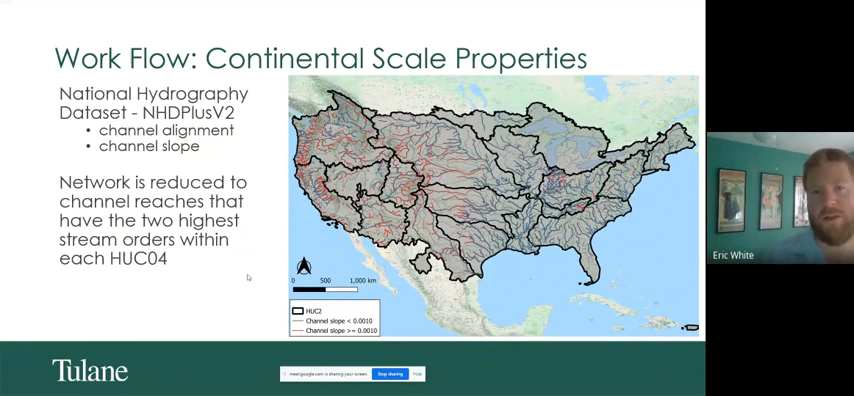 Work Flow: Continental Scale Properties
National Hydrography
Dataset - NHDPlusV2
• channel alignment
• channel slope
Network is reduced to
channel reaches that
have the two highest
stream orders within
each HUC04
0 500 1,000 km
HUC2
Channel slope < 0.0010
Channel slope >= 0.0010
Eric White
Tulane
meet.google.com is sharing your screen.
Stop sharing
Hide